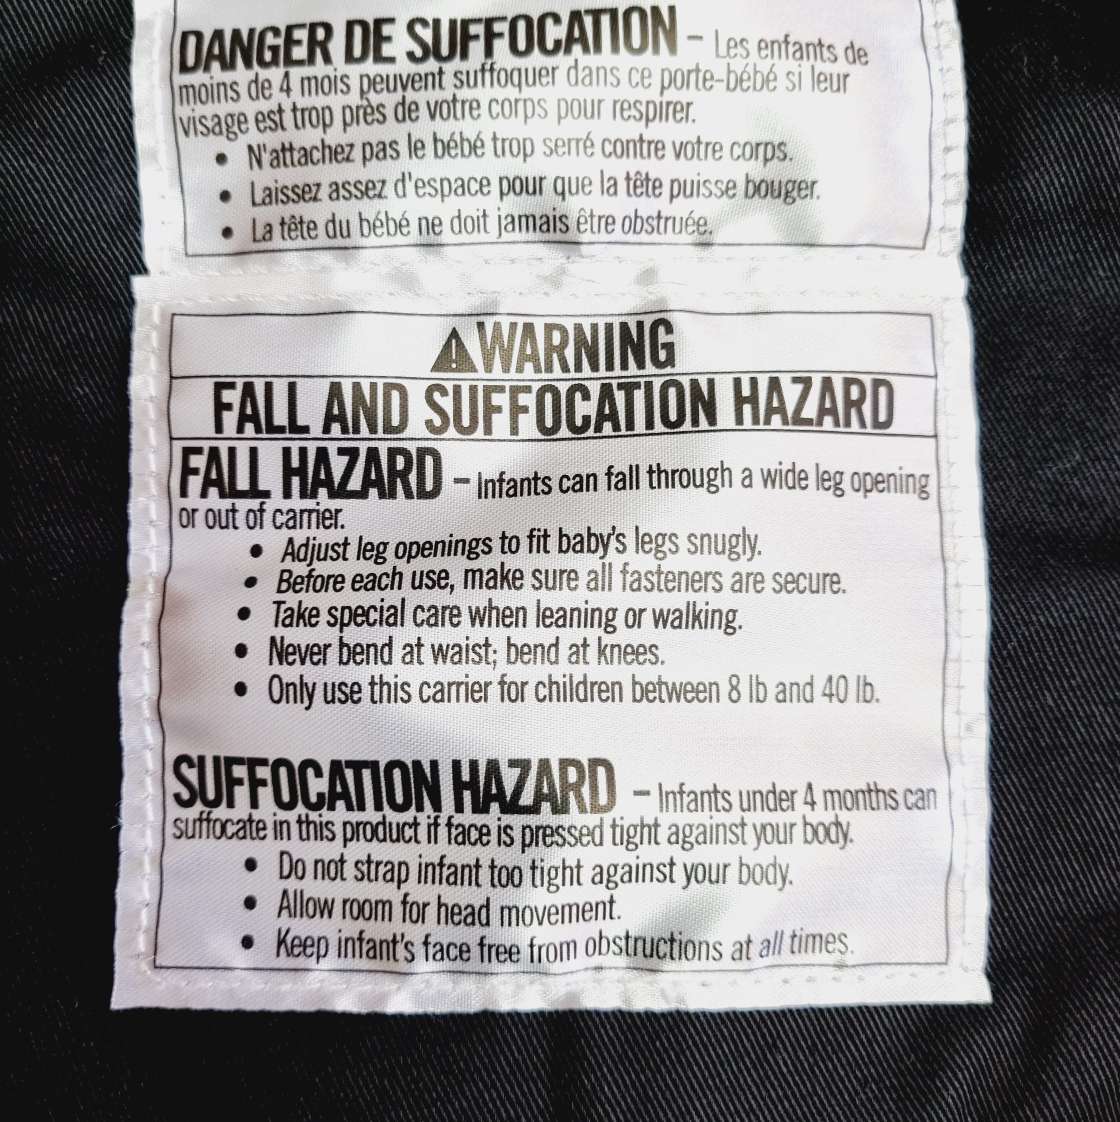 DANGER DE SUFFOCATION – Les enfants de
moins de 4 mois peuvent suffoquer dans ce porte-bébé si leur
visage est trop près de votre corps pour respirer.
• N'attachez pas le bébé trop serré contre votre corps.
• Laissez assez d'espace pour que la tête puisse bouger.
• La tête du bébé ne doit jamais être obstruée.
⚠WARNING
FALL AND SUFFOCATION HAZARD
FALL HAZARD – Infants can fall through a wide leg opening
or out of carrier.
• Adjust leg openings to fit baby's legs snugly.
• Before each use, make sure all fasteners are secure.
• Take special care when leaning or walking.
• Never bend at waist; bend at knees.
• Only use this carrier for children between 8 lb and 40 lb.
SUFFOCATION HAZARD – Infants under 4 months can
suffocate in this product if face is pressed tight against your body.
• Do not strap infant too tight against your body.
• Allow room for head movement.
• Keep infant's face free from obstructions at all times.